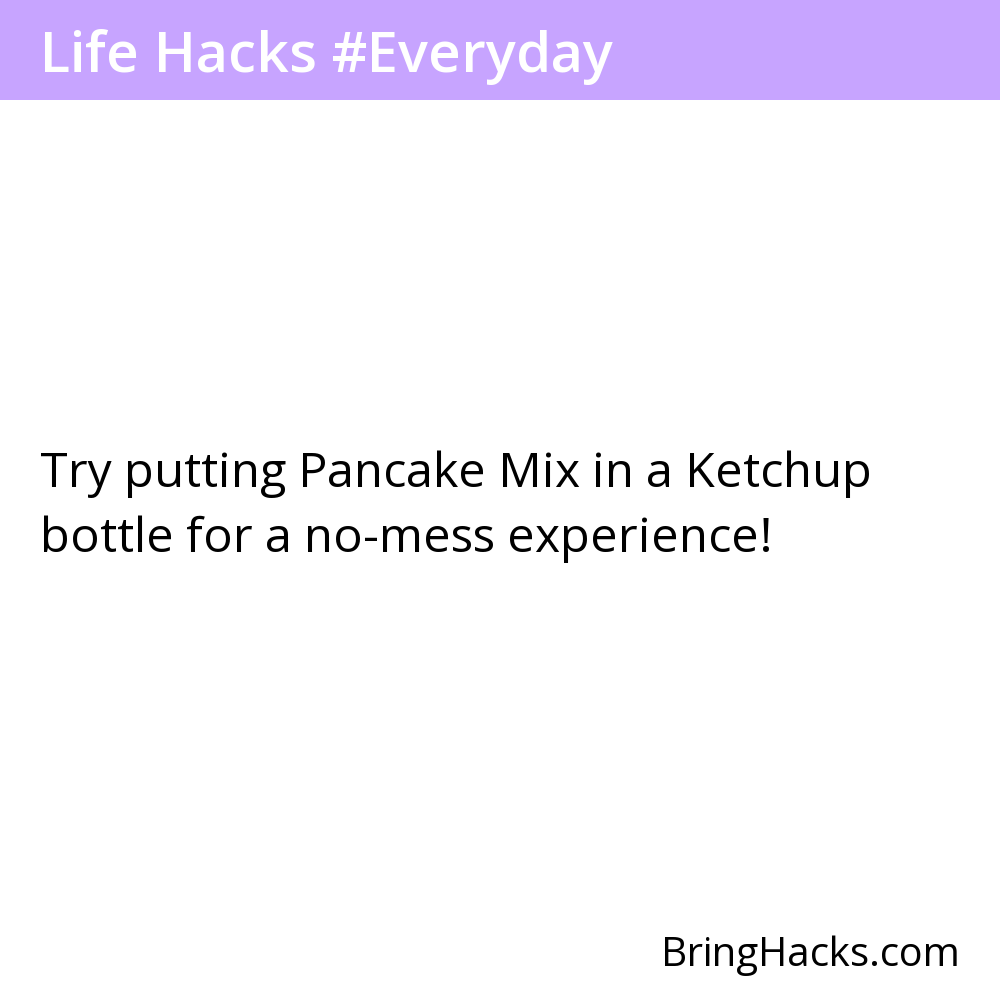 Life Hacks #Everyday
Try putting Pancake Mix in a Ketchup
bottle for a no-mess experience!
BringHacks.com